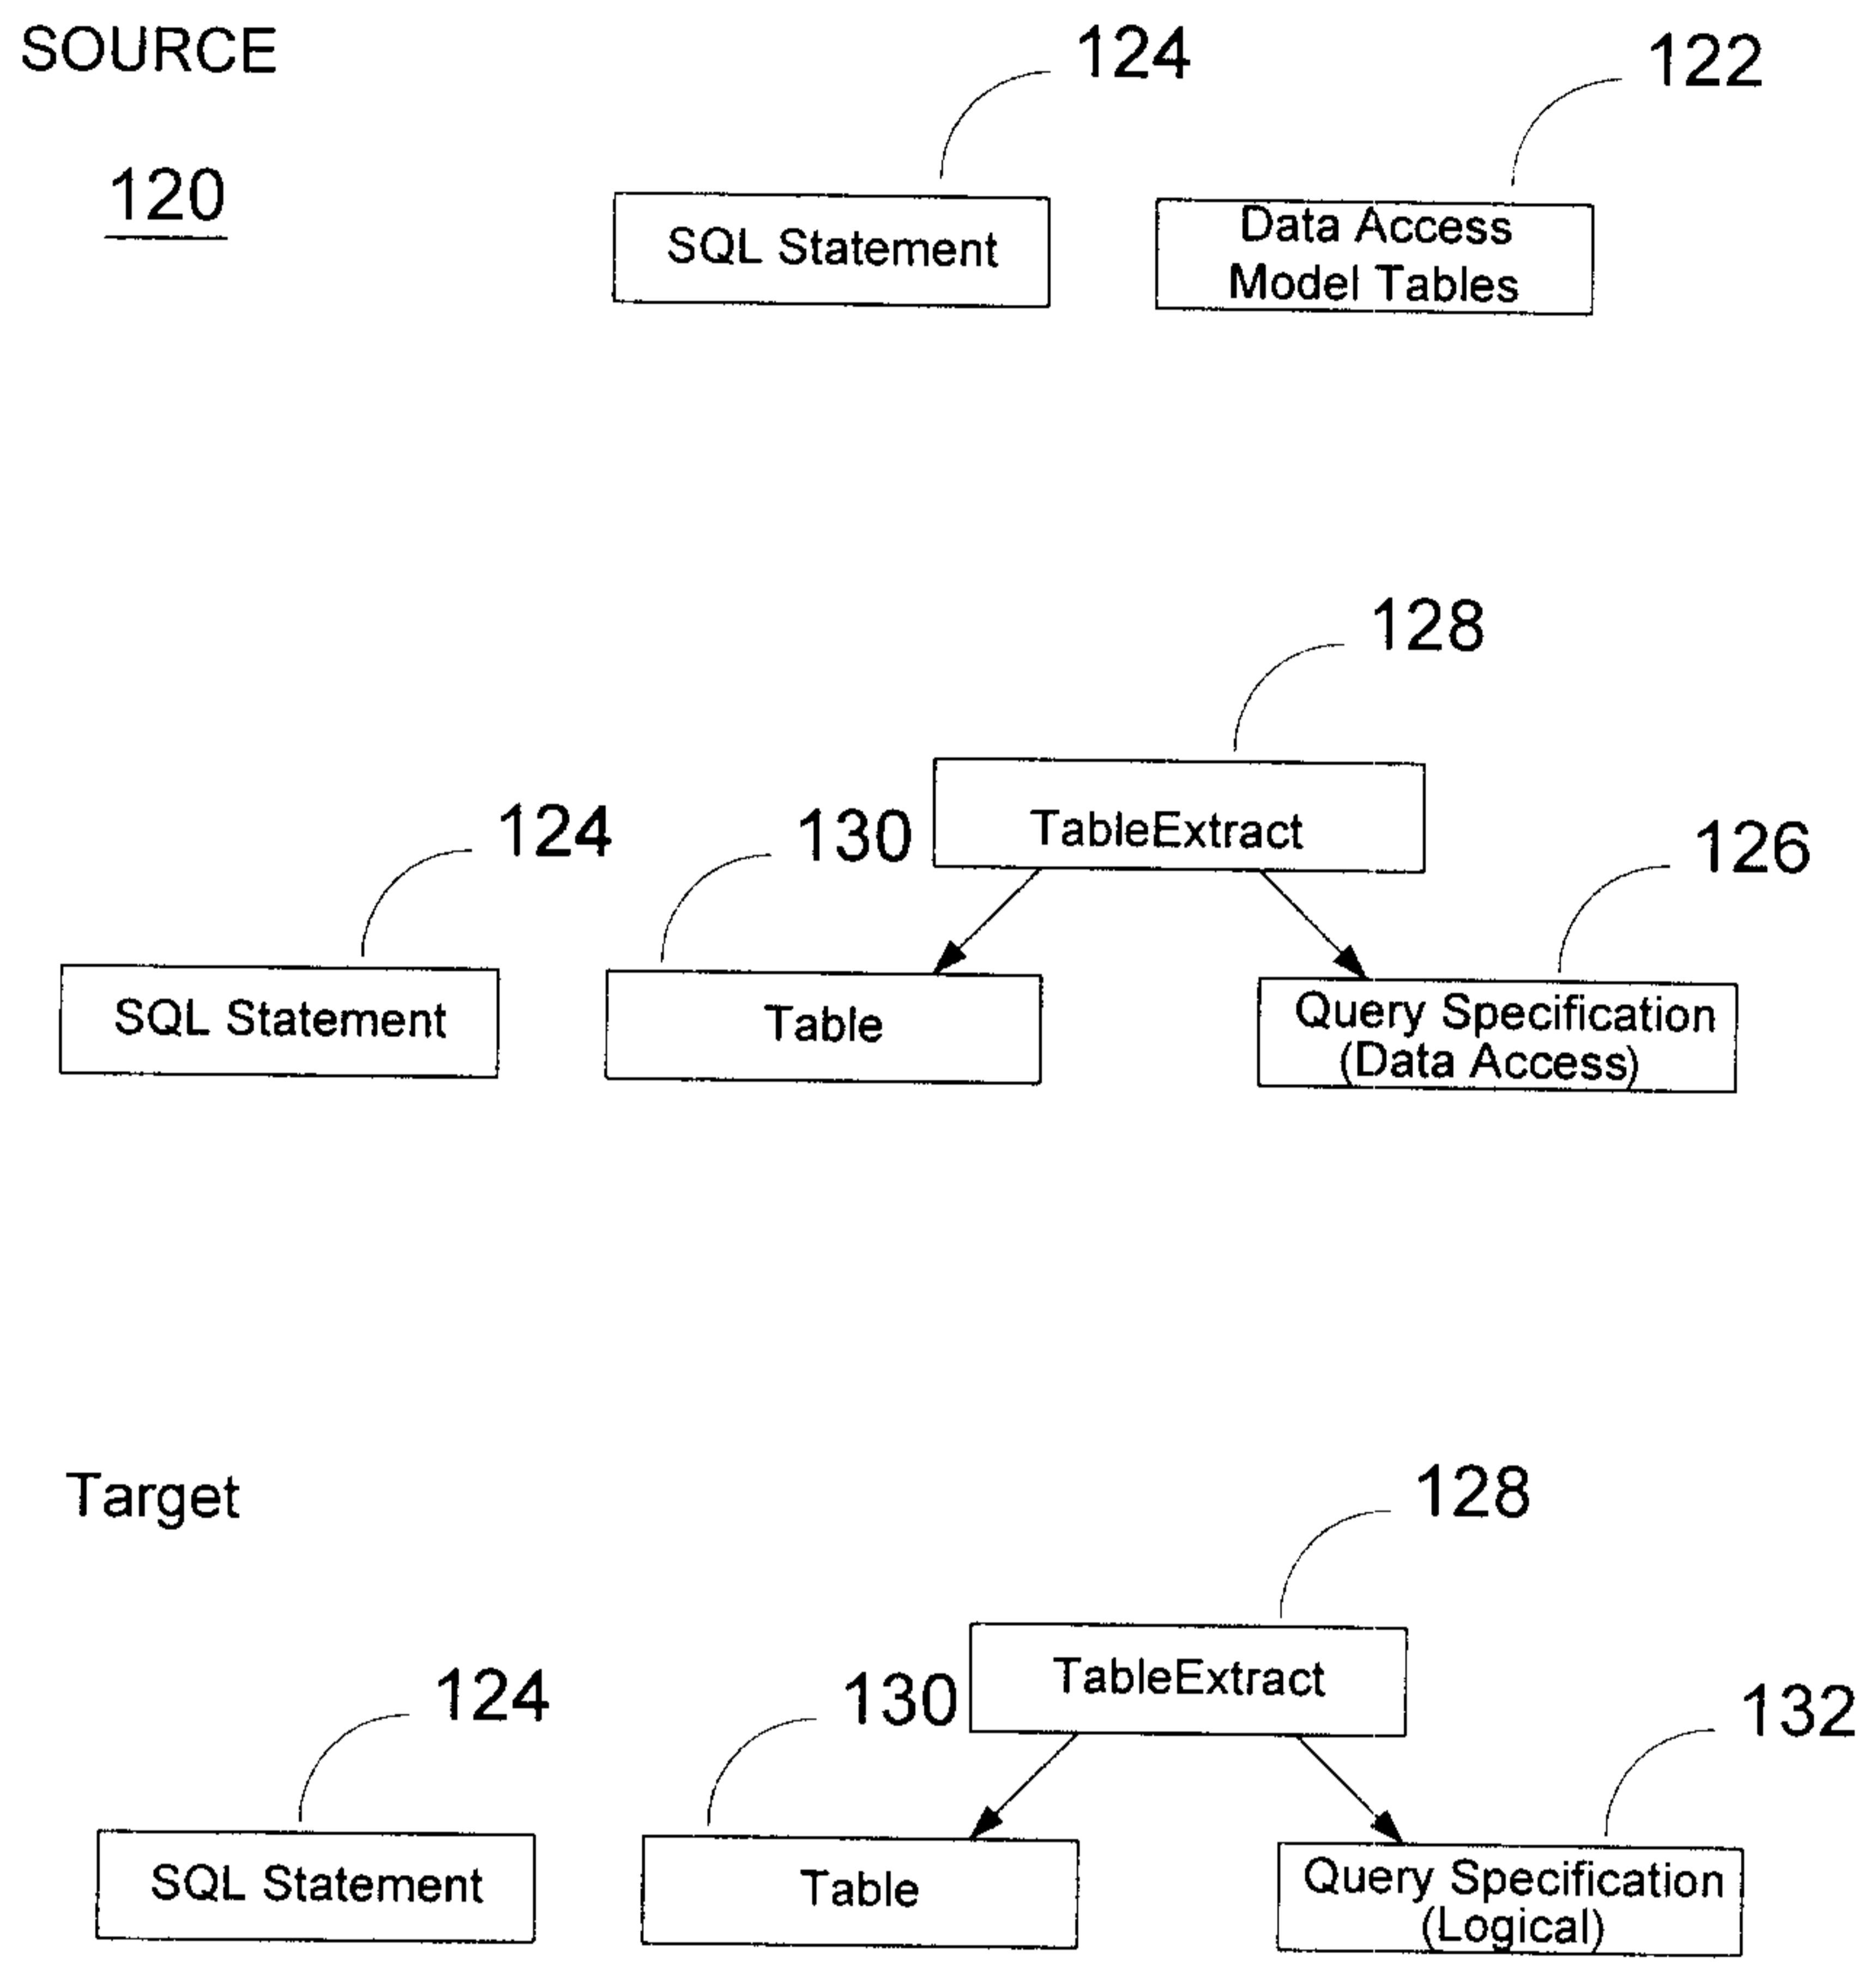 SOURCE
124
122
120
SQL Statement
Data Access
Model Tables
128
TableExtract
124
130
126
SQL Statement
Table
Query Specification
(Data Access)
Target
128
TableExtract
124
130
132
SQL Statement
Table
Query Specification
(Logical)